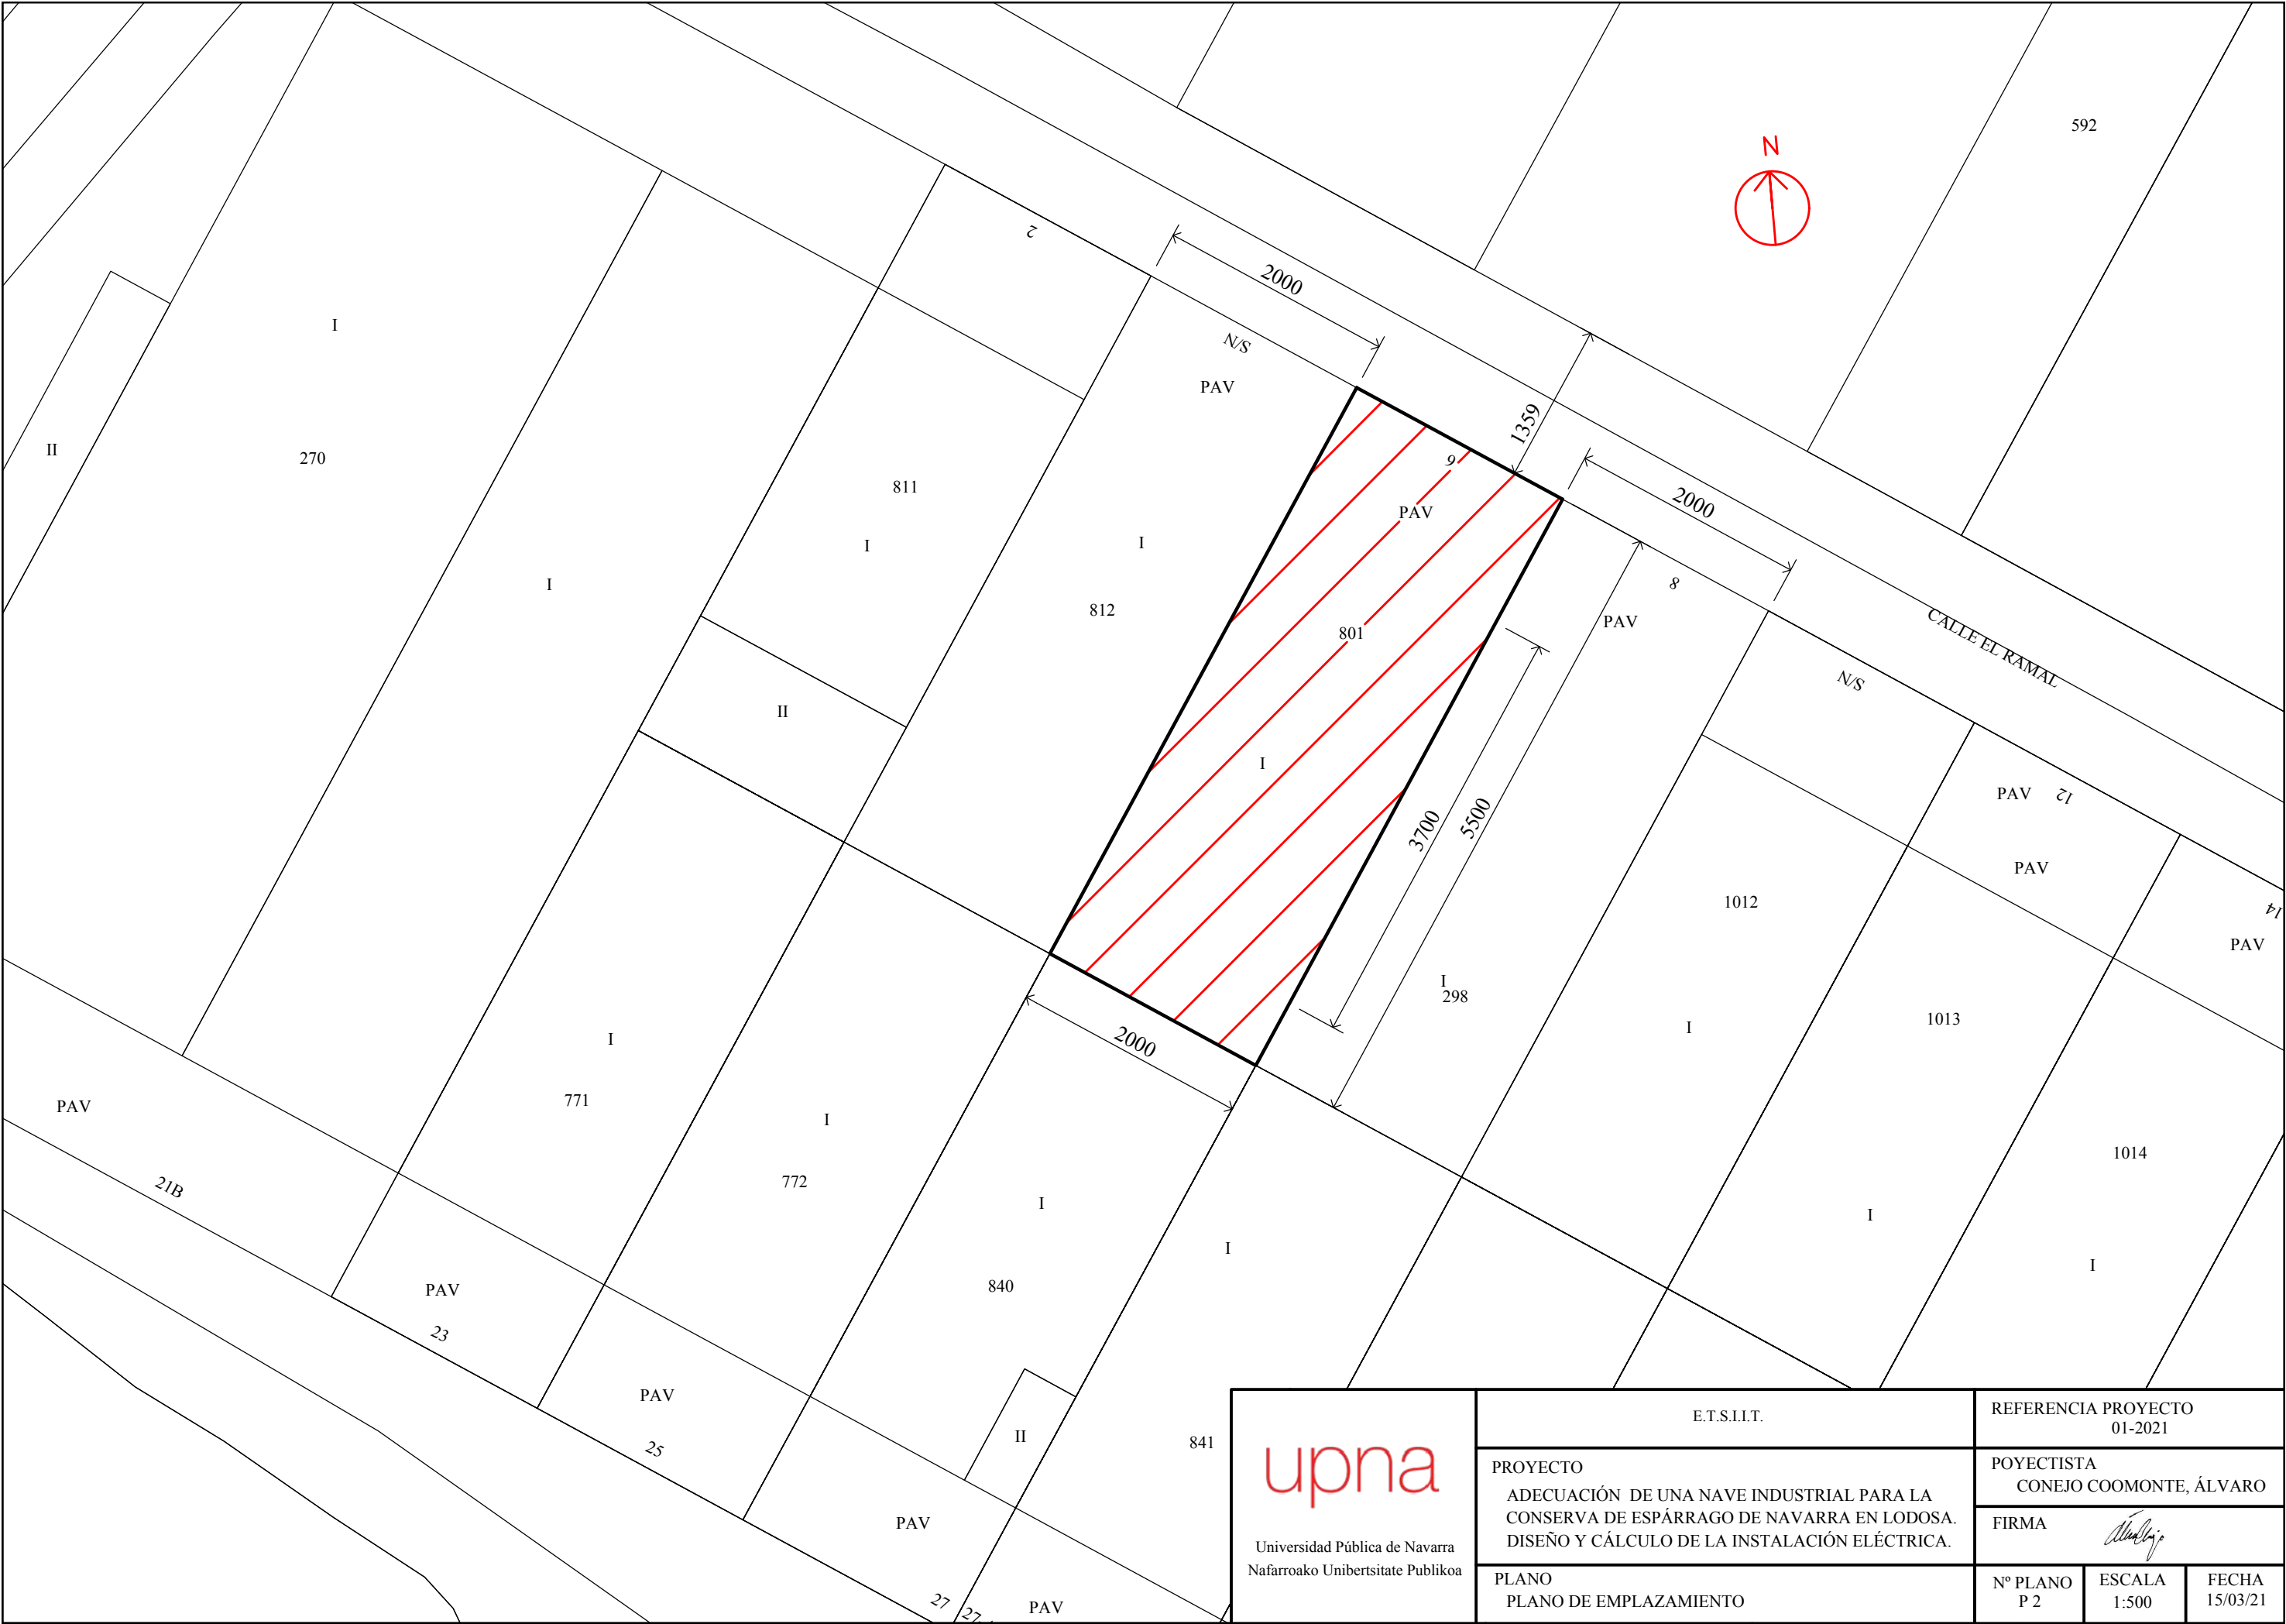 592
N
2
2000
I
N/S
PAV
1359
II
270
9
2000
811
PAV
I
I
8
I
812
PAV
801
CALLE EL RAMAL
N/S
II
I
PAV
12
3700
5500
PAV
1012
14
PAV
I
298
1013
I
I
2000
771
PAV
I
1014
772
21B
I
I
I
840
I
PAV
23
PAV
II
25
841
PAV
27
27
PAV
upna
Universidad Pública de Navarra
Nafarroako Unibertsitate Publikoa
E.T.S.I.I.T.
PROYECTO
ADECUACIÓN DE UNA NAVE INDUSTRIAL PARA LA
CONSERVA DE ESPÁRRAGO DE NAVARRA EN LODOSA.
DISEÑO Y CÁLCULO DE LA INSTALACIÓN ELÉCTRICA.
PLANO
PLANO DE EMPLAZAMIENTO
REFERENCIA PROYECTO
01-2021
POYECTISTA
CONEJO COOMONTE, ÁLVARO
FIRMA
Nº PLANO
P 2
ESCALA
1:500
FECHA
15/03/21